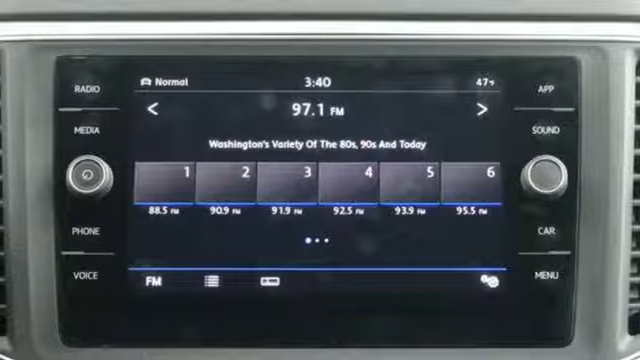 RADIO
MEDIA
PHONE
VOICE
Normal 3:40 47°F
< 97.1 FM >
Washington's Variety Of The 80s, 90s And Today
1 2 3 4 5 6
88.5 FM 90.9 FM 91.9 FM 92.5 FM 93.9 FM 95.5 FM
FM
APP
SOUND
CAR
MENU